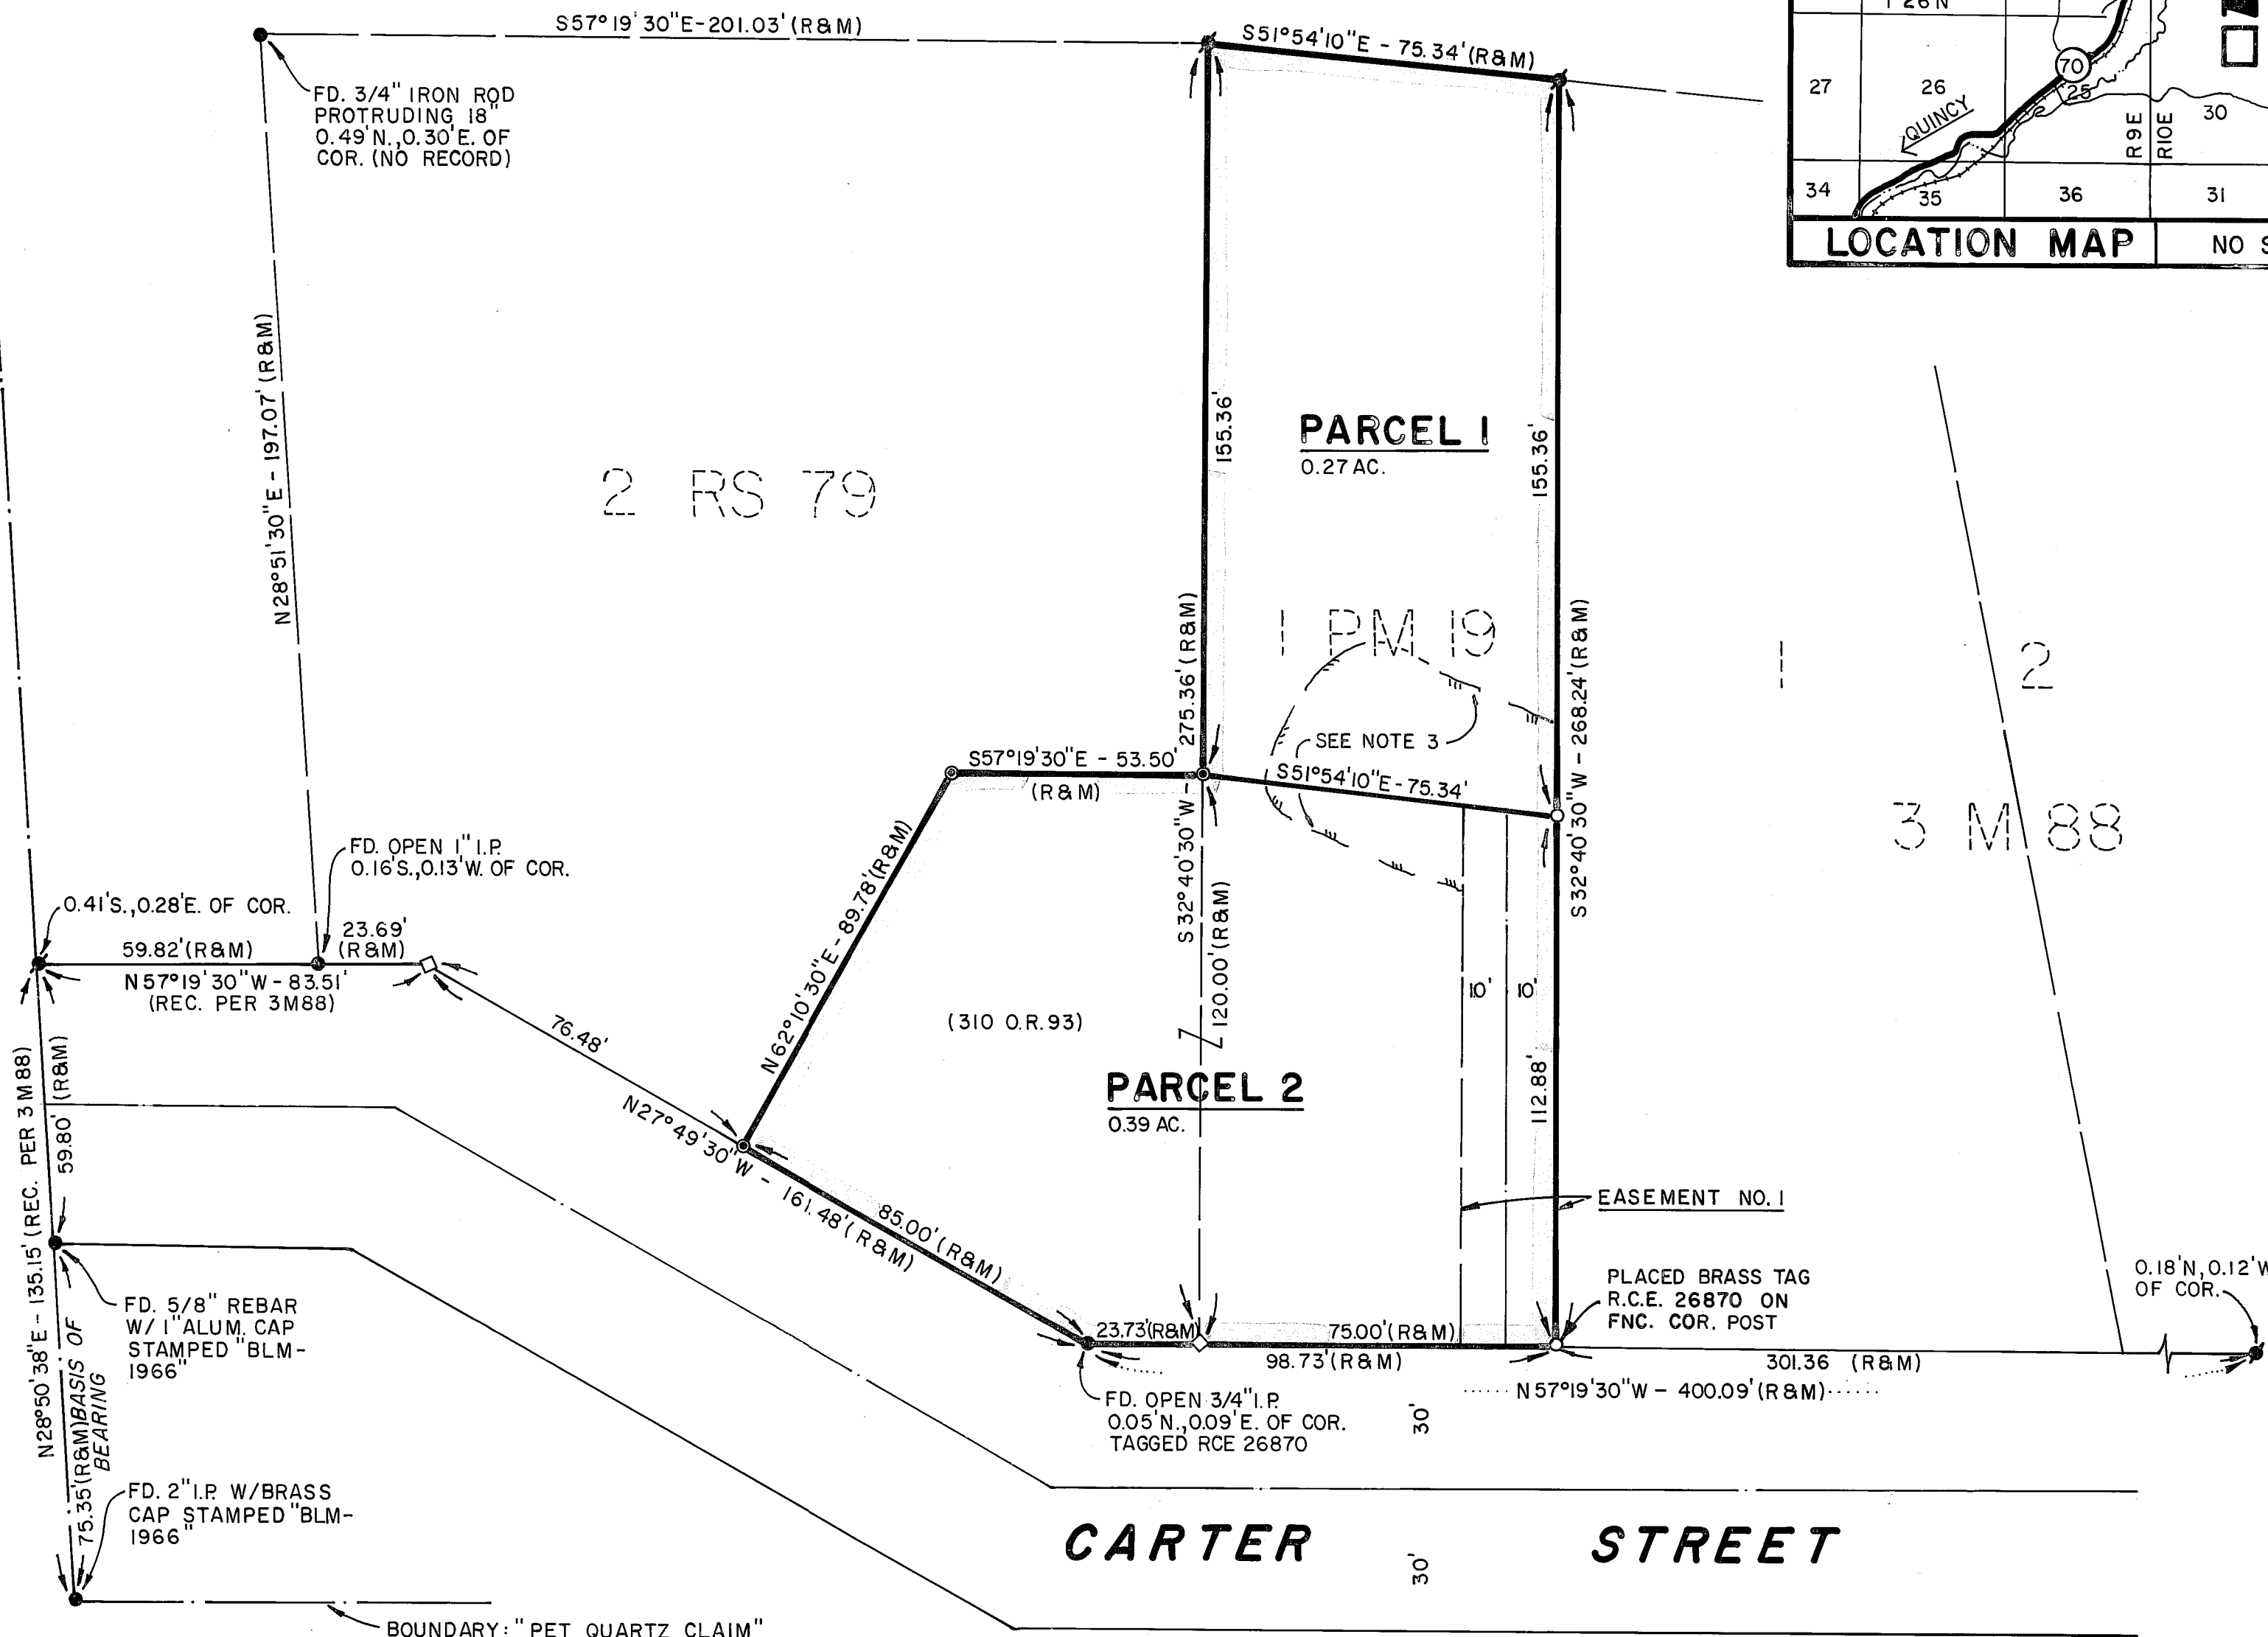 S57°19'30"E-201.03' (R&M)
S51°54'10"E - 75.34' (R&M)
FD. 3/4" IRON ROD
PROTRUDING 18"
0.49'N.,0.30'E. OF
COR. (NO RECORD)
T 26 N
70
27
26
25
30
QUINCY
R9E
R10E
34
35
36
31
LOCATION MAP
NO S
N28°51'30"E - 197.07' (R&M)
155.36'
PARCEL 1
0.27 AC.
155.36'
2 RS 79
1 PM 19
1
2
S32°40'30"W - 275.36' (R&M)
S32°40'30"W - 268.24' (R&M)
SEE NOTE 3
S57°19'30"E - 53.50'
(R&M)
S51°54'10"E-75.34'
3 M 88
FD. OPEN 1" I.P.
0.16'S.,0.13'W. OF COR.
0.41'S.,0.28'E. OF COR.
59.82' (R&M)
23.69'
(R&M)
N57°19'30"W - 83.51'
(REC. PER 3M88)
N62°10'30"E - 89.78' (R&M)
120.00' (R&M)
10'
10'
(310 O.R. 93)
76.48'
PARCEL 2
0.39 AC.
112.88'
N27°49'30"W - 161.48' (R&M)
85.00' (R&M)
EASEMENT NO. 1
N28°50'38"E - 135.15' (REC. PER 3 M 88)
59.80' (R&M)
FD. 5/8" REBAR
W/ 1" ALUM. CAP
STAMPED "BLM-
1966"
75.35' (R&M) BASIS OF
BEARING
PLACED BRASS TAG
R.C.E. 26870 ON
FNC. COR. POST
0.18'N,0.12'W
OF COR.
23.73'(R&M)
75.00' (R&M)
98.73' (R&M)
301.36 (R&M)
N57°19'30"W - 400.09' (R&M)
FD. OPEN 3/4" I.P.
0.05'N.,0.09'E. OF COR.
TAGGED RCE 26870
30'
FD. 2" I.P. W/BRASS
CAP STAMPED "BLM-
1966"
CARTER STREET
30'
BOUNDARY: "PET QUARTZ CLAIM"